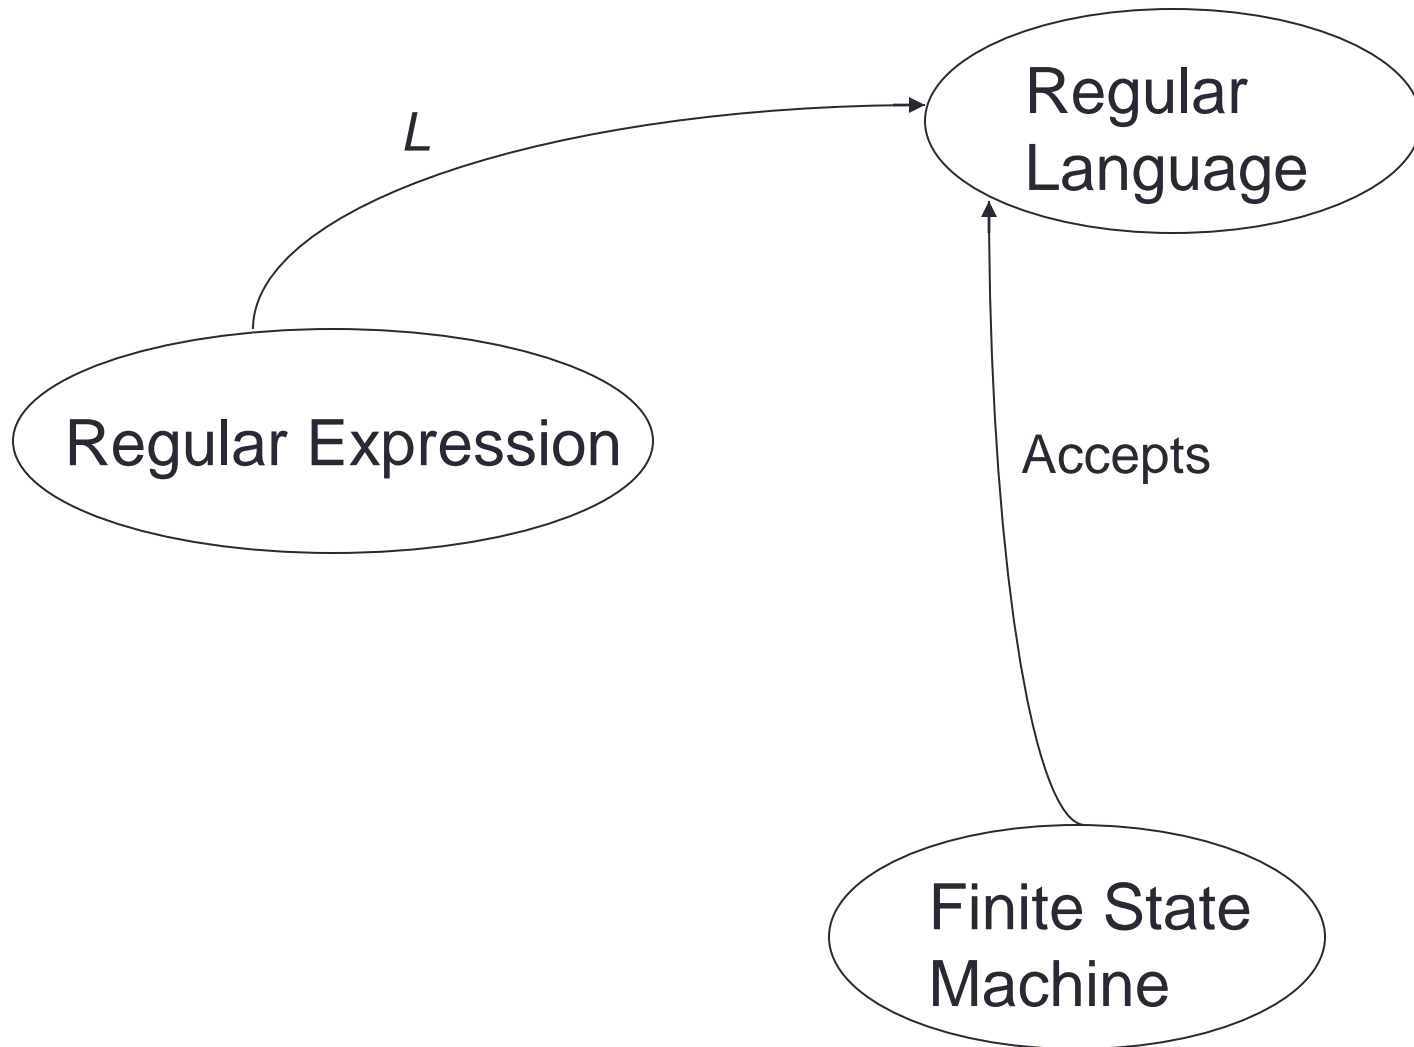 Regular
Language
L
Regular Expression
Accepts
Finite State
Machine